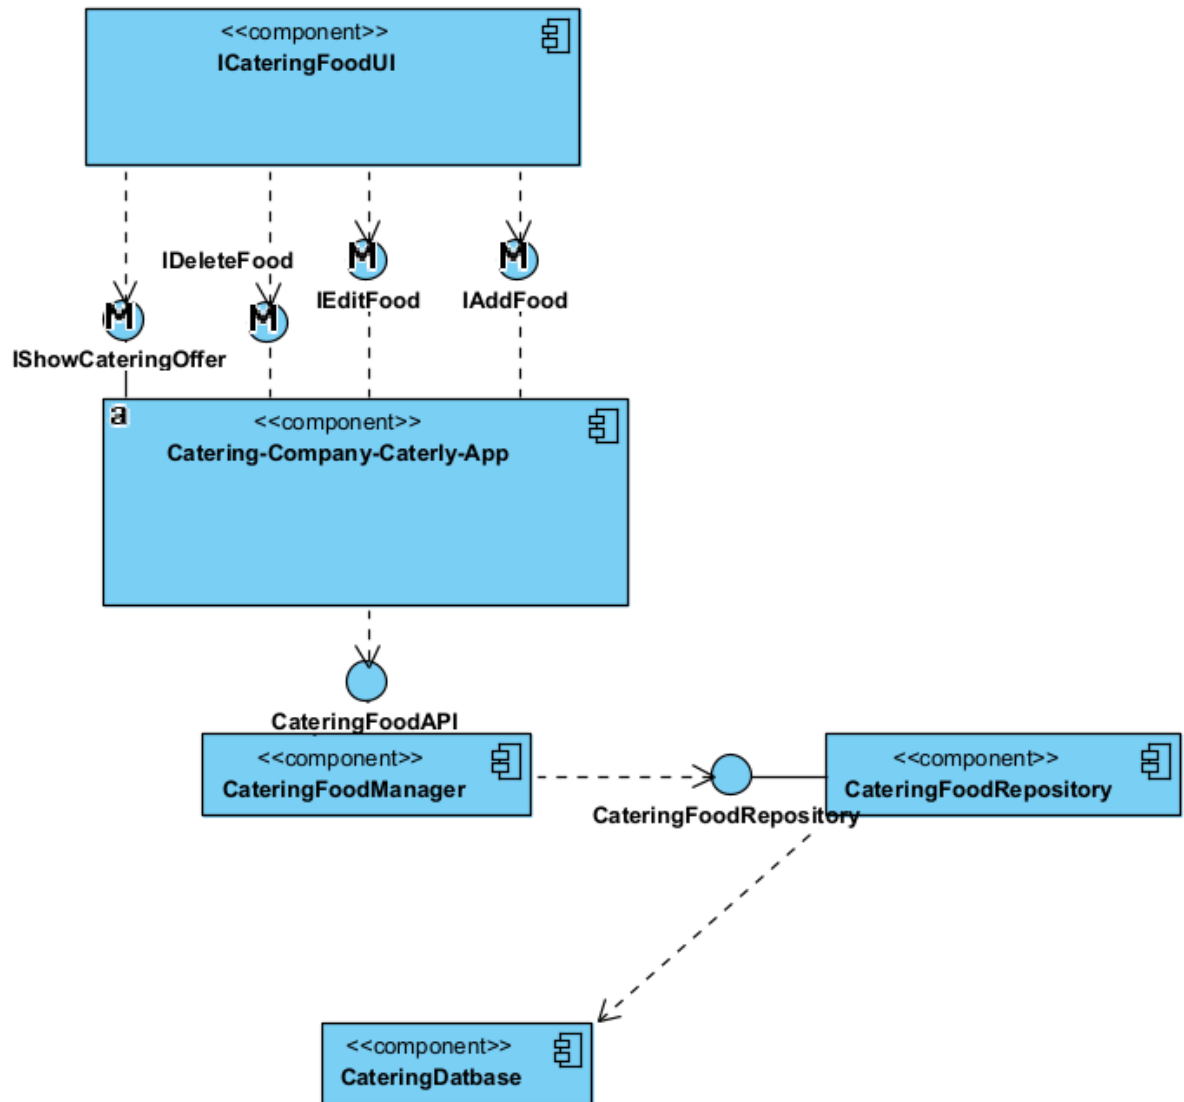 <<component>>
ICateringFoodUI
M
M
IDeleteFood
IEditFood
IAddFood
M
M
IShowCateringOffer
a
<<component>>
Catering-Company-Caterly-App
CateringFoodAPI
<<component>>
CateringFoodManager
CateringFoodRepository
<<component>>
CateringFoodRepository
<<component>>
CateringDatbase